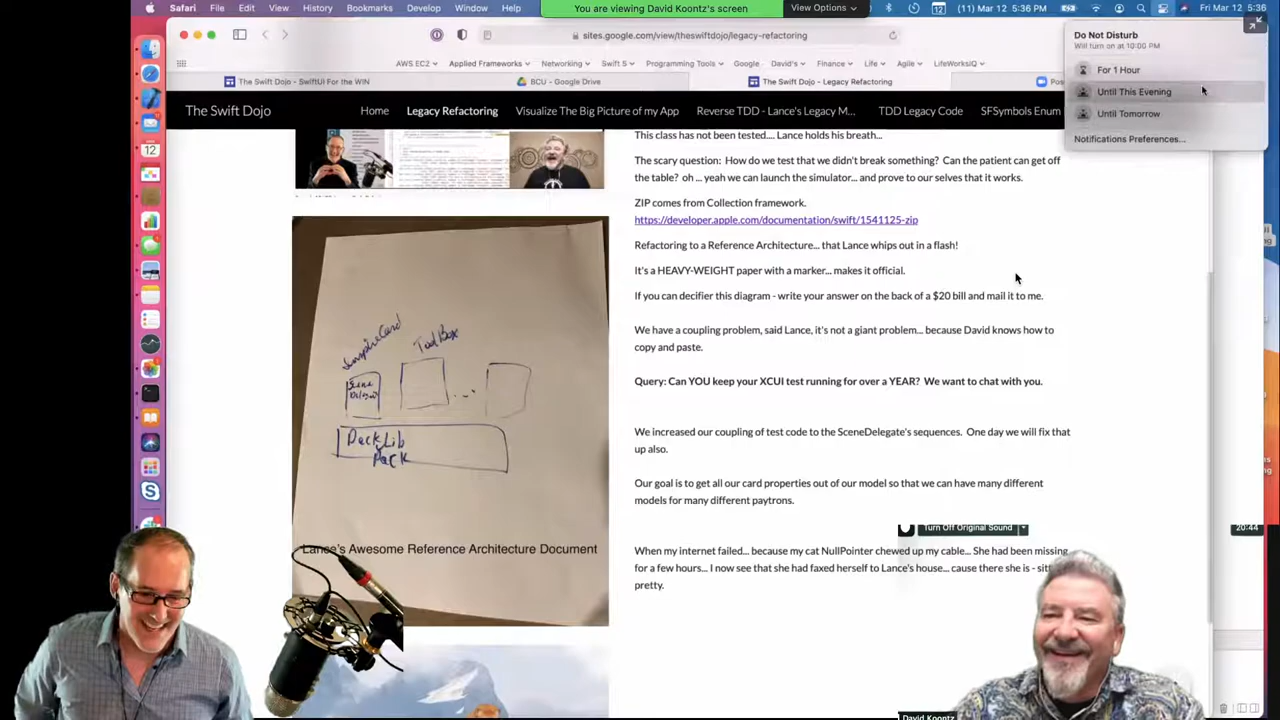 You are viewing David Koontz's screen
View Options
Safari File Edit View History Bookmarks Develop Window Help
(11) Mar 12 5:36 PM
Fri Mar 12 5:36
sites.google.com/view/theswiftdojo/legacy-refactoring
AWS EC2 Applied Frameworks Networking Swift 5 Programming Tools Google David's Finance Life Agile LifeWorksiQ
The Swift Dojo - SwiftUI For the WIN
BCU - Google Drive
The Swift Dojo - Legacy Refactoring
Do Not Disturb
Will turn on at 10:00 PM
For 1 Hour
Until This Evening
Until Tomorrow
Notifications Preferences...
The Swift Dojo
Home Legacy Refactoring Visualize The Big Picture of my App Reverse TDD - Lance's Legacy M... TDD Legacy Code SFSymbols Enum
This class has not been tested.... Lance holds his breath...
The scary question: How do we test that we didn't break something? Can the patient can get off
the table? oh ... yeah we can launch the simulator... and prove to our selves that it works.
ZIP comes from Collection framework.
https://developer.apple.com/documentation/swift/1541125-zip
Refactoring to a Reference Architecture... that Lance whips out in a flash!
It's a HEAVY-WEIGHT paper with a marker... makes it official.
If you can decifier this diagram - write your answer on the back of a $20 bill and mail it to me.
We have a coupling problem, said Lance, it's not a giant problem... because David knows how to
copy and paste.
Query: Can YOU keep your XCUI test running for over a YEAR? We want to chat with you.
We increased our coupling of test code to the SceneDelegate's sequences. One day we will fix that
up also.
Our goal is to get all our card properties out of our model so that we can have many different
models for many different paytrons.
Turn Off Original Sound
20:44
When my internet failed... because my cat NullPointer chewed up my cable... She had been missing
for a few hours... I now see that she had faxed herself to Lance's house... cause there she is - sit
pretty.
InspireCard
ToolBox
Scene
Delegate
PackLib
Pack
Lance's Awesome Reference Architecture Document
David Koontz
12